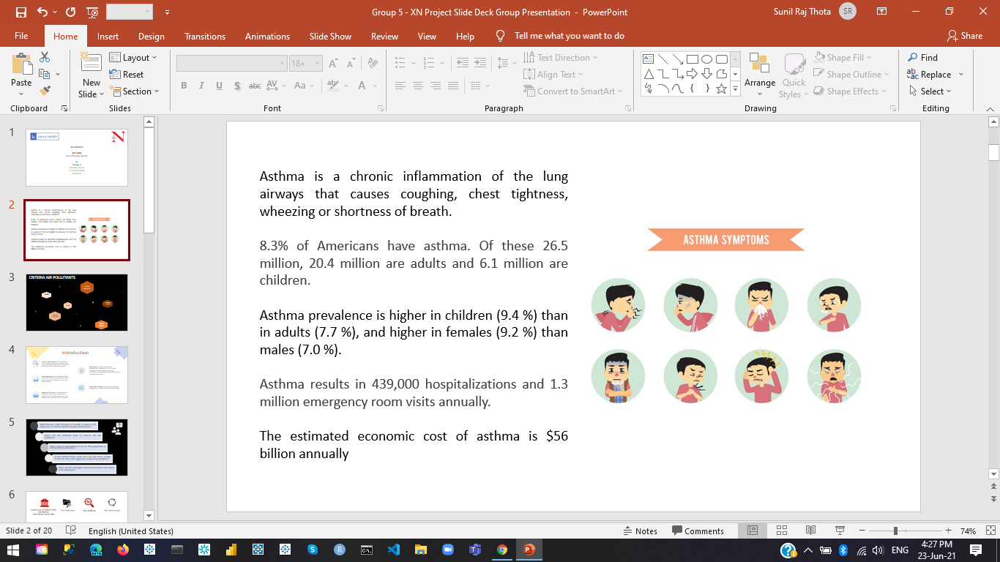 Group 5 - XN Project Slide Deck Group Presentation - PowerPoint
Sunil Raj Thota
SR
File
Home
Insert
Design
Transitions
Animations
Slide Show
Review
View
Help
Tell me what you want to do
Share
Paste
Clipboard
New
Slide
Layout
Reset
Section
Slides
18+
B I U S abc AV Aa A
Font
Text Direction
Align Text
Convert to SmartArt
Paragraph
Arrange
Quick
Styles
Shape Fill
Shape Outline
Shape Effects
Drawing
Find
Replace
Select
Editing
1
2
3
CRITERIA AIR POLLUTANTS
4
Introduction
5
6
Asthma is a chronic inflammation of the lung
airways that causes coughing, chest tightness,
wheezing or shortness of breath.
8.3% of Americans have asthma. Of these 26.5
million, 20.4 million are adults and 6.1 million are
children.
Asthma prevalence is higher in children (9.4 %) than
in adults (7.7 %), and higher in females (9.2 %) than
males (7.0 %).
Asthma results in 439,000 hospitalizations and 1.3
million emergency room visits annually.
The estimated economic cost of asthma is $56
billion annually
ASTHMA SYMPTOMS
Slide 2 of 20
English (United States)
Notes
Comments
74%
ENG
4:27 PM
23-Jun-21